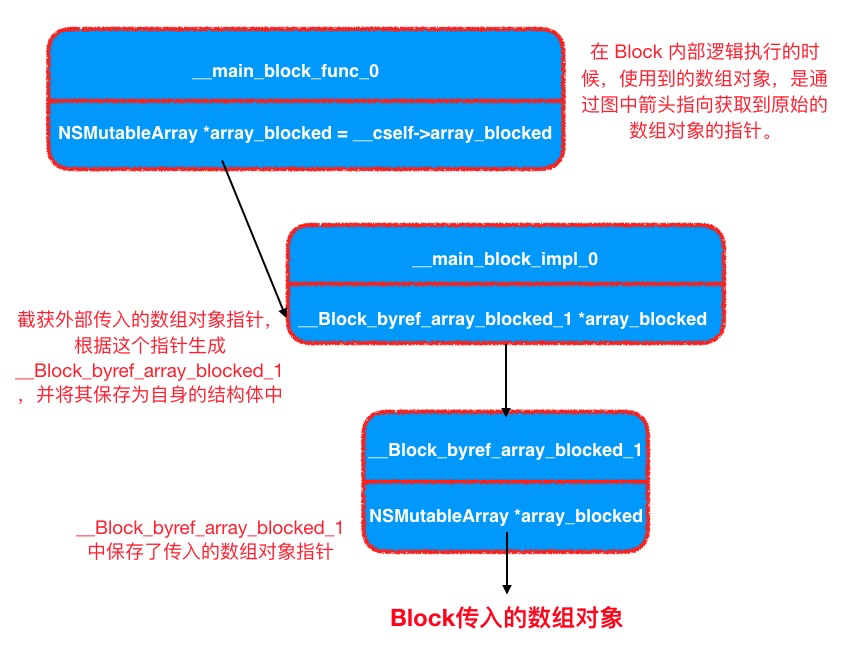 __main_block_func_0
NSMutableArray *array_blocked = __cself->array_blocked
在 Block 内部逻辑执行的时
候，使用到的数组对象，是通
过图中箭头指向获取到原始的
数组对象的指针。
__main_block_impl_0
__Block_byref_array_blocked_1 *array_blocked
截获外部传入的数组对象指针，
根据这个指针生成
__Block_byref_array_blocked_1
，并将其保存为自身的结构体中
__Block_byref_array_blocked_1
NSMutableArray *array_blocked
__Block_byref_array_blocked_1
中保存了传入的数组对象指针
Block传入的数组对象